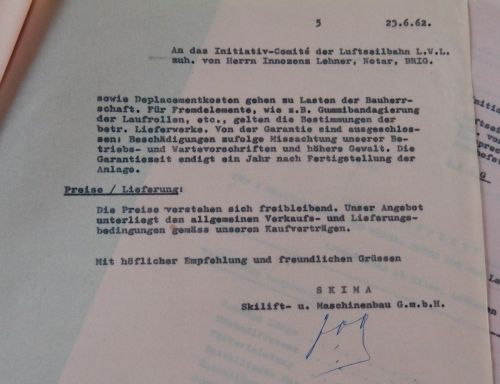 5 23.6.62.
An das Initiativ-Comité der Luftseilbahn L.W.L.
zuh. von Herrn Innozenz Lehner, Notar, BRIG.
sowie Deplacementkosten gehen zu Lasten der Bauherr-
schaft. Für Fremdelemente, wie z.B. Gummibandagierung
der Laufrollen, etc., gelten die Bestimmungen der
betr. Lieferwerke. Von der Garantie sind ausgeschlos-
sen: Beschädigungen zufolge Missachtung unserer Be-
triebs- und Wartevorschriften und höhere Gewalt. Die
Garantiezeit endigt ein Jahr nach Fertigstellung der
Anlage.
Preise / Lieferung:
Die Preise verstehen sich freibleibend. Unser Angebot
unterliegt den allgemeinen Verkaufs- und Lieferungs-
bedingungen gemäss unseren Kaufverträgen.
Mit höflicher Empfehlung und freundlichen Grüssen
S K I M A
Skilift- u. Maschinenbau G.m.b.H.